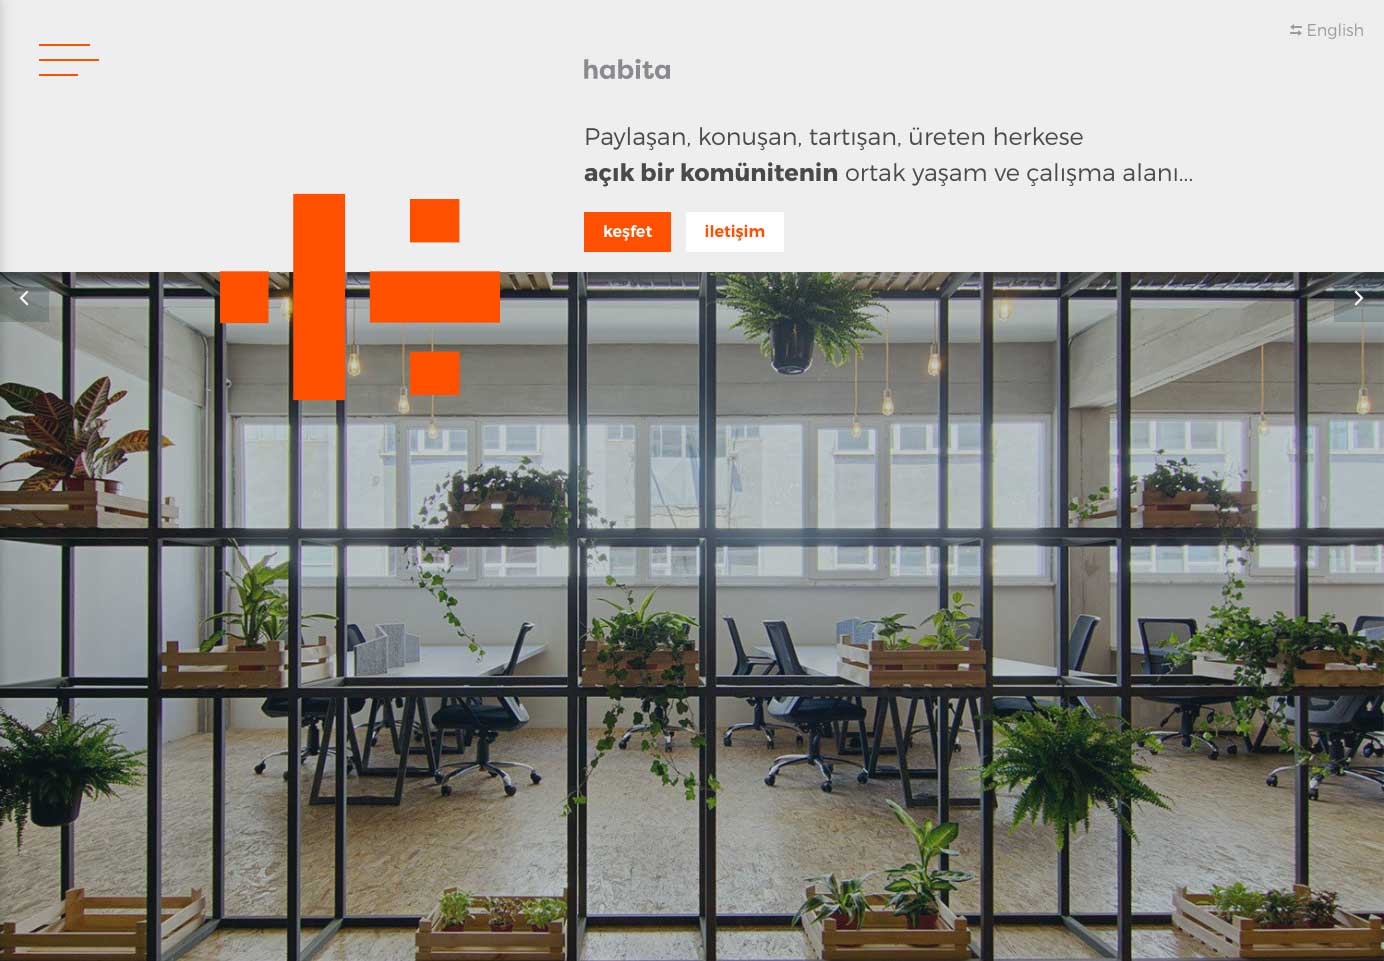 English
habita
Paylaşan, konuşan, tartışan, üreten herkese
açık bir komünitenin ortak yaşam ve çalışma alanı...
keşfet iletişim